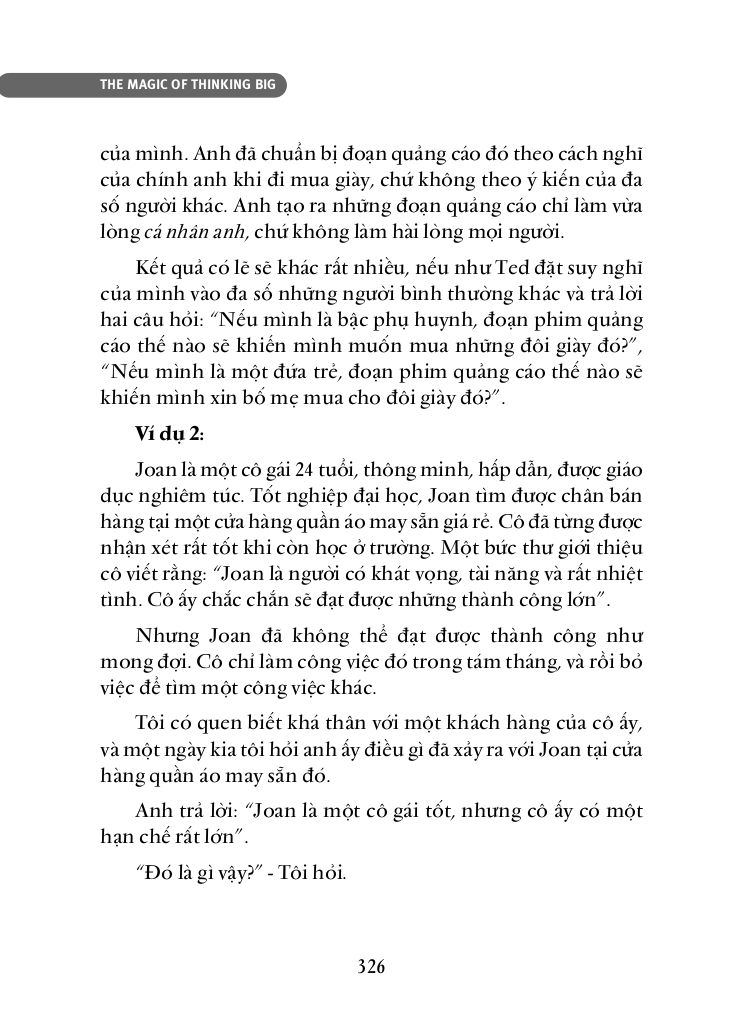 THE MAGIC OF THINKING BIG
của mình. Anh đã chuẩn bị đoạn quảng cáo đó theo cách nghĩ
của chính anh khi đi mua giày, chứ không theo ý kiến của đa
số người khác. Anh tạo ra những đoạn quảng cáo chỉ làm vừa
lòng cá nhân anh, chứ không làm hài lòng mọi người.
Kết quả có lẽ sẽ khác rất nhiều, nếu như Ted đặt suy nghĩ
của mình vào đa số những người bình thường khác và trả lời
hai câu hỏi: “Nếu mình là bậc phụ huynh, đoạn phim quảng
cáo thế nào sẽ khiến mình muốn mua những đôi giày đó?”,
“Nếu mình là một đứa trẻ, đoạn phim quảng cáo thế nào sẽ
khiến mình xin bố mẹ mua cho đôi giày đó?”.
Ví dụ 2:
Joan là một cô gái 24 tuổi, thông minh, hấp dẫn, được giáo
dục nghiêm túc. Tốt nghiệp đại học, Joan tìm được chân bán
hàng tại một cửa hàng quần áo may sẵn giá rẻ. Cô đã từng được
nhận xét rất tốt khi còn học ở trường. Một bức thư giới thiệu
cô viết rằng: “Joan là người có khát vọng, tài năng và rất nhiệt
tình. Cô ấy chắc chắn sẽ đạt được những thành công lớn”.
Nhưng Joan đã không thể đạt được thành công như
mong đợi. Cô chỉ làm công việc đó trong tám tháng, và rồi bỏ
việc để tìm một công việc khác.
Tôi có quen biết khá thân với một khách hàng của cô ấy,
và một ngày kia tôi hỏi anh ấy điều gì đã xảy ra với Joan tại cửa
hàng quần áo may sẵn đó.
Anh trả lời: “Joan là một cô gái tốt, nhưng cô ấy có một
hạn chế rất lớn”.
“Đó là gì vậy?” - Tôi hỏi.
326